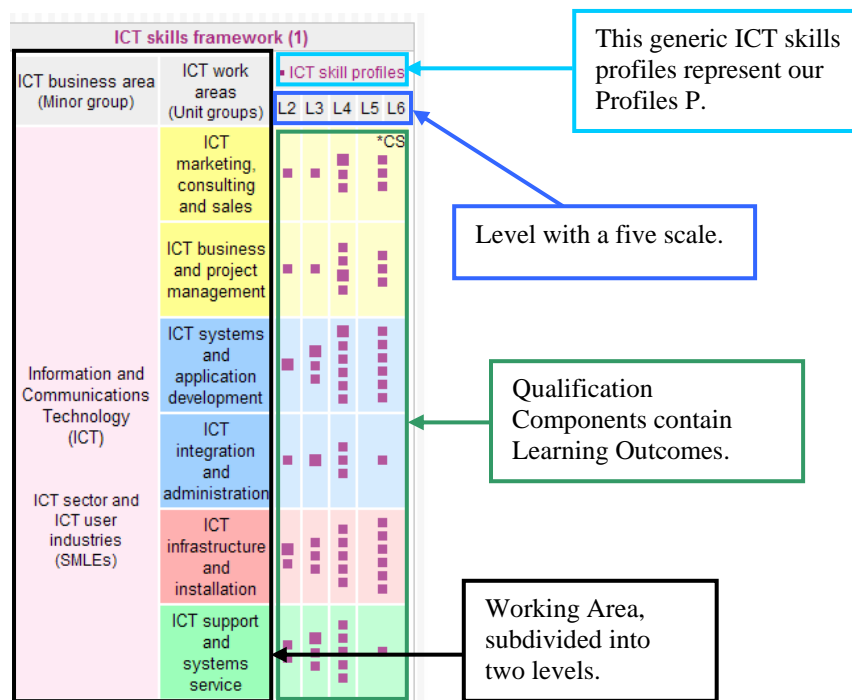 ICT skills framework (1)
ICT business area
(Minor group)
ICT work
areas
(Unit groups)
ICT skill profiles
L2 L3 L4 L5 L6
*CS
ICT
marketing,
consulting
and sales
ICT business
and project
management
ICT systems
and
application
development
ICT
integration
and
administration
ICT
infrastructure
and
installation
ICT support
and
systems
service
Information and
Communications
Technology
(ICT)
ICT sector and
ICT user
industries
(SMLEs)
This generic ICT skills
profiles represent our
Profiles P.
Level with a five scale.
Qualification
Components contain
Learning Outcomes.
Working Area,
subdivided into
two levels.